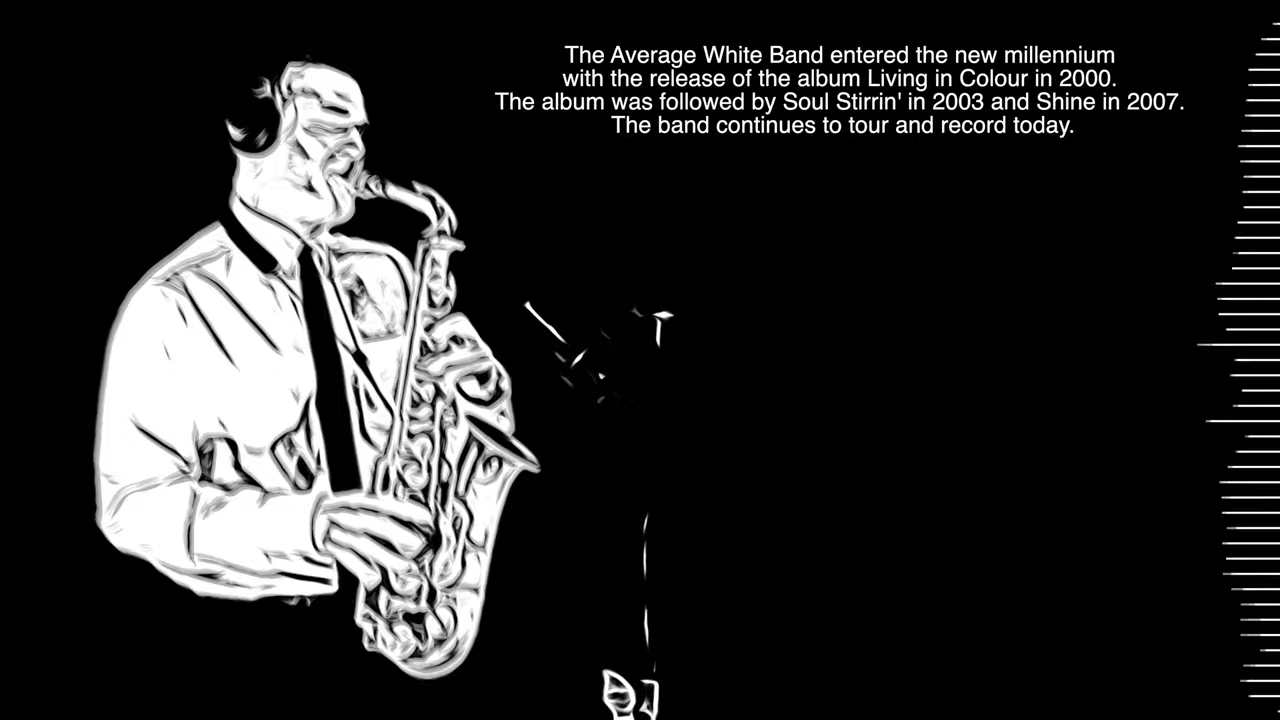 The Average White Band entered the new millennium
with the release of the album Living in Colour in 2000.
The album was followed by Soul Stirrin' in 2003 and Shine in 2007.
The band continues to tour and record today.